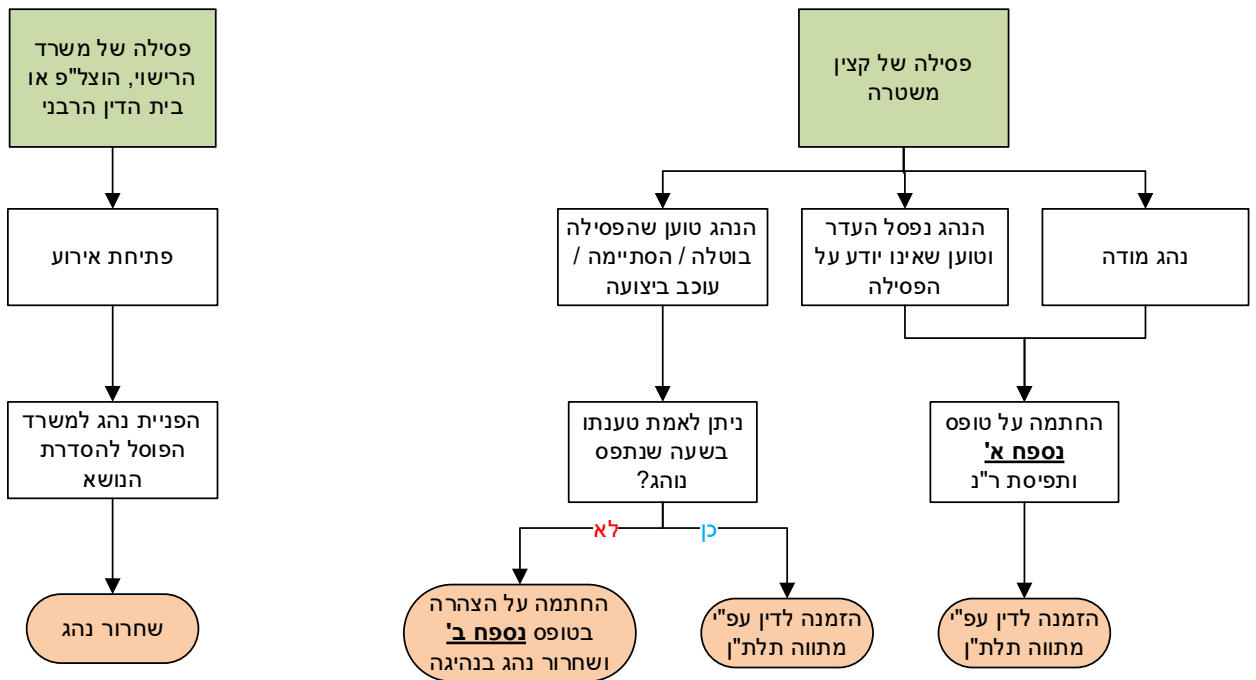 פסילה של קצין
משטרה
נהג מודה
הנהג נפסל העדר
וטוען שאינו יודע על
הפסילה
הנהג טוען שהפסילה
בוטלה / הסתיימה /
עוכב ביצועה
החתמה על טופס
נספח א'
ותפיסת ר"נ
ניתן לאמת טענתו
בשעה שנתפס
נוהג?
כן
לא
הזמנה לדין עפ"י
מתווה תלת"ן
הזמנה לדין עפ"י
מתווה תלת"ן
החתמה על הצהרה
בטופס נספח ב'
ושחרור נהג בנהיגה
פסילה של משרד
הרישוי, הוצל"פ או
בית הדין הרבני
פתיחת אירוע
הפניית נהג למשרד
הפוסל להסדרת
הנושא
שחרור נהג